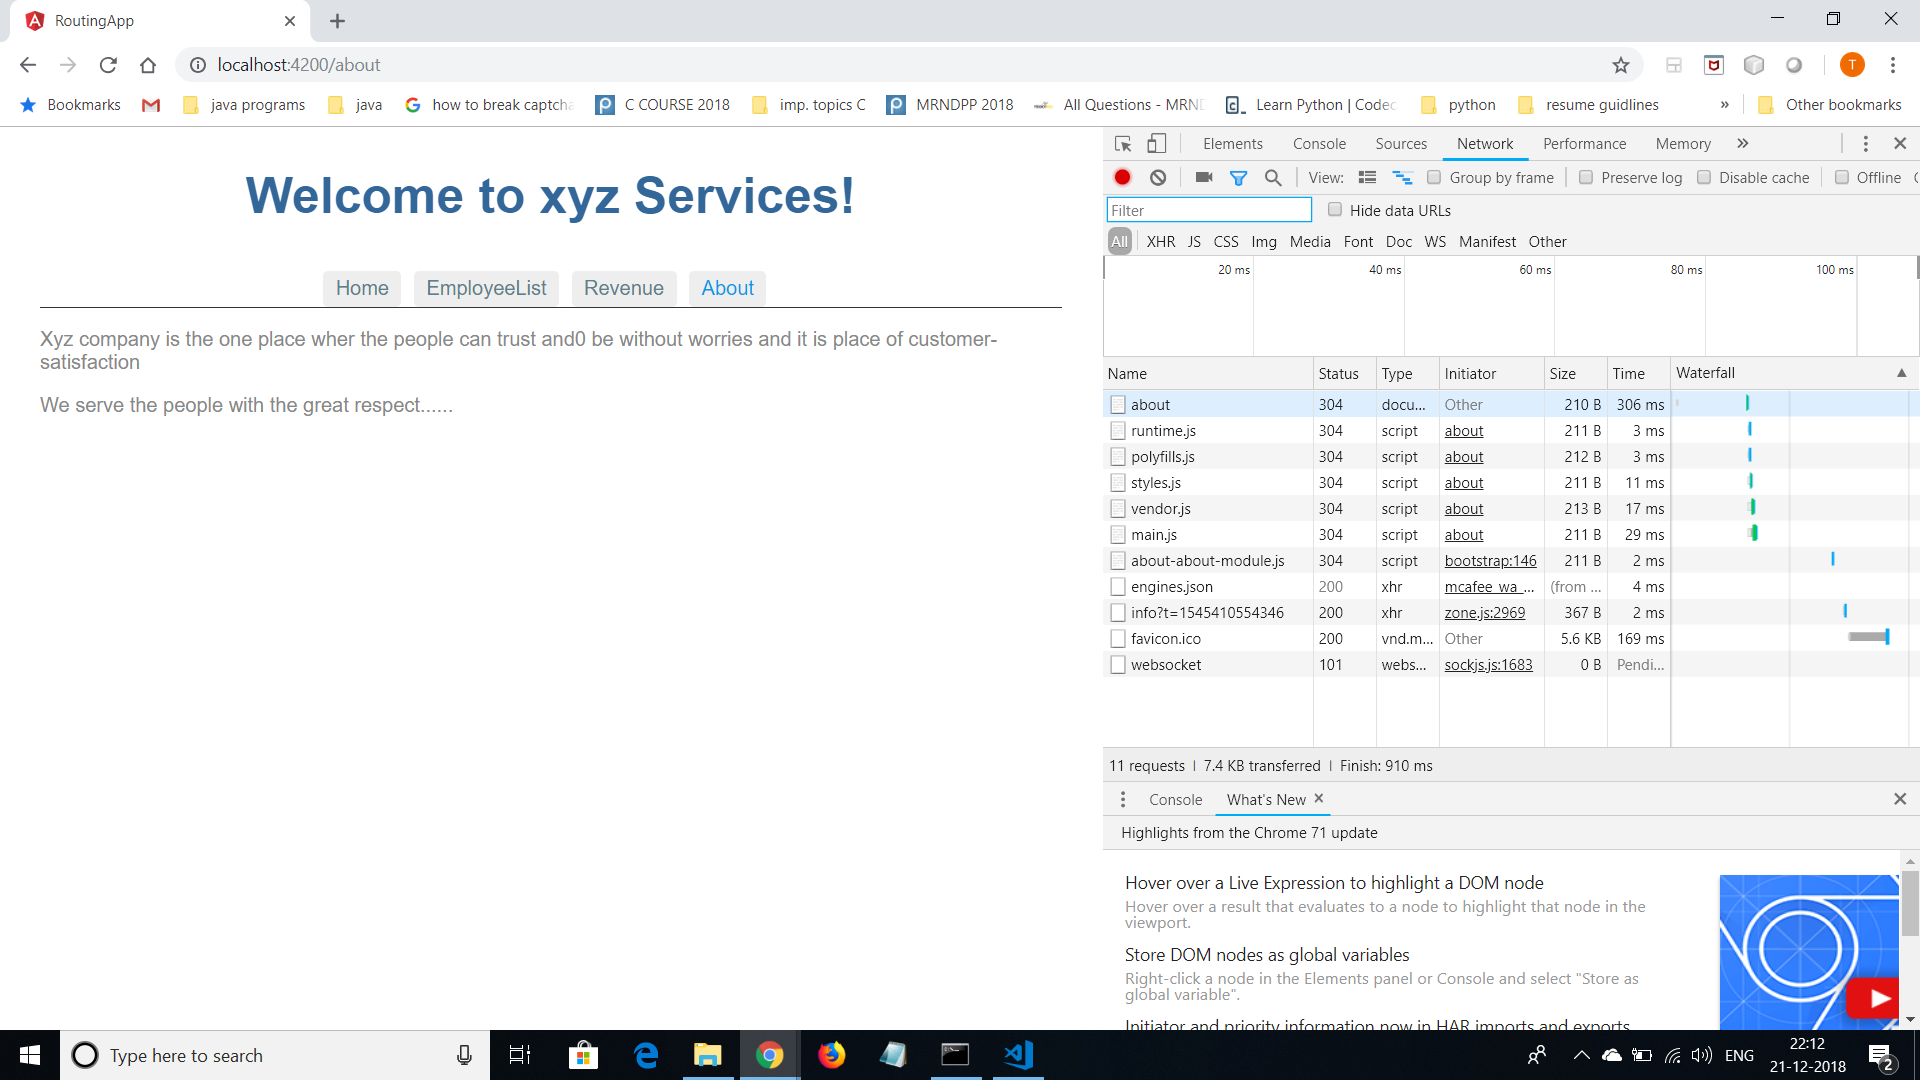 RoutingApp
localhost:4200/about
T
Bookmarks
java programs
java
how to break captcha
C COURSE 2018
imp. topics C
MRNDPP 2018
All Questions - MRND
Learn Python | Codec
python
resume guidlines
»
Other bookmarks
Welcome to xyz Services!
Home EmployeeList Revenue About
Xyz company is the one place wher the people can trust and0 be without worries and it is place of customer-
satisfaction
We serve the people with the great respect......
Elements Console Sources Network Performance Memory »
View: Group by frame Preserve log Disable cache Offline
Filter Hide data URLs
All XHR JS CSS Img Media Font Doc WS Manifest Other
20 ms 40 ms 60 ms 80 ms 100 ms
Name Status Type Initiator Size Time Waterfall
about 304 docu... Other 210 B 306 ms
runtime.js 304 script about 211 B 3 ms
polyfills.js 304 script about 212 B 3 ms
styles.js 304 script about 211 B 11 ms
vendor.js 304 script about 213 B 17 ms
main.js 304 script about 211 B 29 ms
about-about-module.js 304 script bootstrap:146 211 B 2 ms
engines.json 200 xhr mcafee_wa_... (from ... 4 ms
info?t=1545410554346 200 xhr zone.js:2969 367 B 2 ms
favicon.ico 200 vnd.m... Other 5.6 KB 169 ms
websocket 101 webs... sockjs.js:1683 0 B Pendi...
11 requests | 7.4 KB transferred | Finish: 910 ms
Console What's New
Highlights from the Chrome 71 update
Hover over a Live Expression to highlight a DOM node
Hover over a result that evaluates to a node to highlight that node in the
viewport.
Store DOM nodes as global variables
Right-click a node in the Elements panel or Console and select "Store as
global variable".
Initiator and priority information now in HAR imports and exports
Type here to search
ENG
22:12
21-12-2018
2